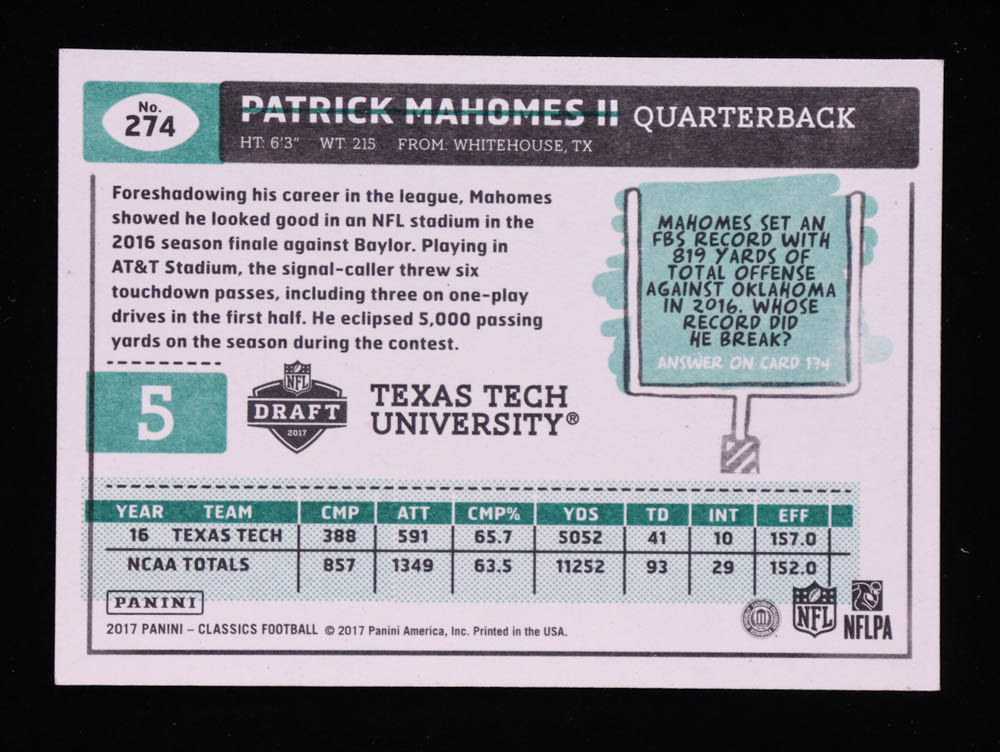 No.
274
PATRICK MAHOMES II QUARTERBACK
HT: 6'3" WT: 215 FROM: WHITEHOUSE, TX
Foreshadowing his career in the league, Mahomes
showed he looked good in an NFL stadium in the
2016 season finale against Baylor. Playing in
AT&T Stadium, the signal-caller threw six
touchdown passes, including three on one-play
drives in the first half. He eclipsed 5,000 passing
yards on the season during the contest.
MAHOMES SET AN
FBS RECORD WITH
819 YARDS OF
TOTAL OFFENSE
AGAINST OKLAHOMA
IN 2016. WHOSE
RECORD DID
HE BREAK?
ANSWER ON CARD 174
5
NFL
DRAFT
2017
TEXAS TECH
UNIVERSITY®
YEAR TEAM CMP ATT CMP% YDS TD INT EFF
16 TEXAS TECH 388 591 65.7 5052 41 10 157.0
NCAA TOTALS 857 1349 63.5 11252 93 29 152.0
PANINI
2017 PANINI – CLASSICS FOOTBALL © 2017 Panini America, Inc. Printed in the USA.
NFL
NFLPA